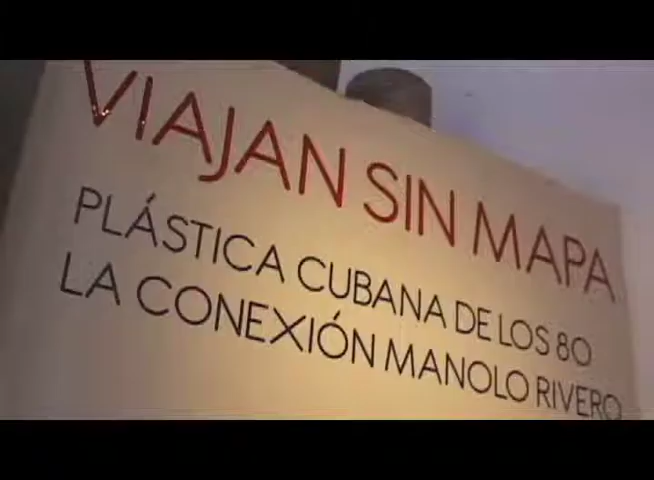 VIAJAN SIN MAPA
PLÁSTICA CUBANA DE LOS 80
LA CONEXIÓN MANOLO RIVERO